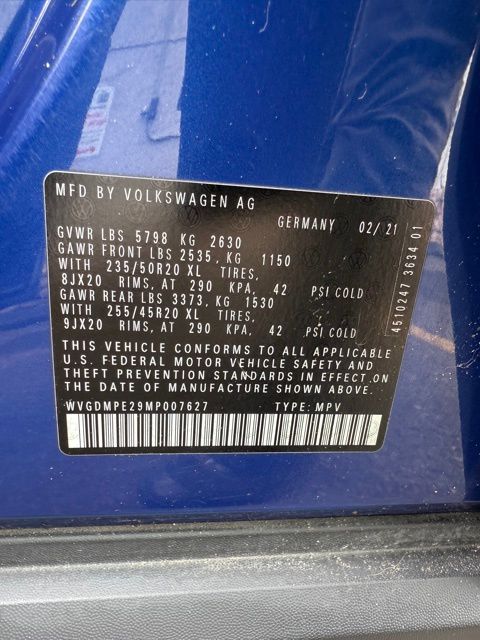 MFD BY VOLKSWAGEN AG
GERMANY 02/21
GVWR LBS 5798 KG 2630
GAWR FRONT LBS 2535, KG 1150
WITH 235/50R20 XL TIRES,
8JX20 RIMS, AT 290 KPA, 42 PSI COLD
GAWR REAR LBS 3373, KG 1530
WITH 255/45R20 XL TIRES,
9JX20 RIMS, AT 290 KPA, 42 PSI COLD
THIS VEHICLE CONFORMS TO ALL APPLICABLE
U.S. FEDERAL MOTOR VEHICLE SAFETY AND
THEFT PREVENTION STANDARDS IN EFFECT ON
THE DATE OF MANUFACTURE SHOWN ABOVE.
WVGDMPE29MP007627 TYPE: MPV
4510247 3634 01